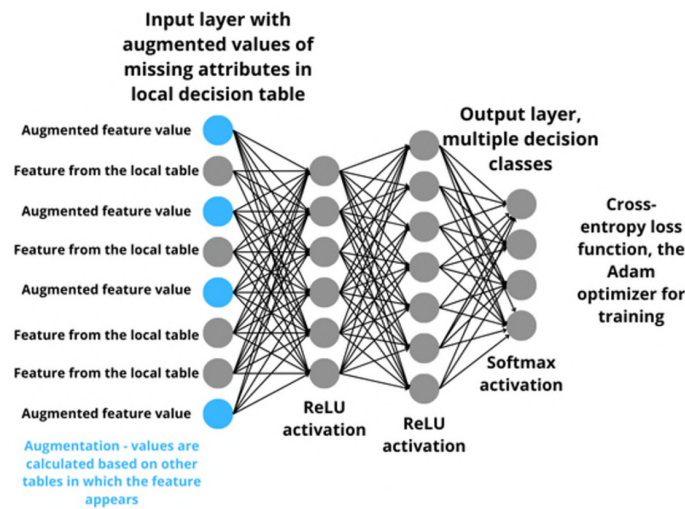 Input layer with
augmented values of
missing attributes in
local decision table
Augmented feature value
Feature from the local table
Augmented feature value
Feature from the local table
Augmented feature value
Feature from the local table
Feature from the local table
Augmented feature value
Augmentation - values are
calculated based on other
tables in which the feature
appears
ReLU
activation
ReLU
activation
Output layer,
multiple decision
classes
Softmax
activation
Cross-
entropy loss
function, the
Adam
optimizer for
training